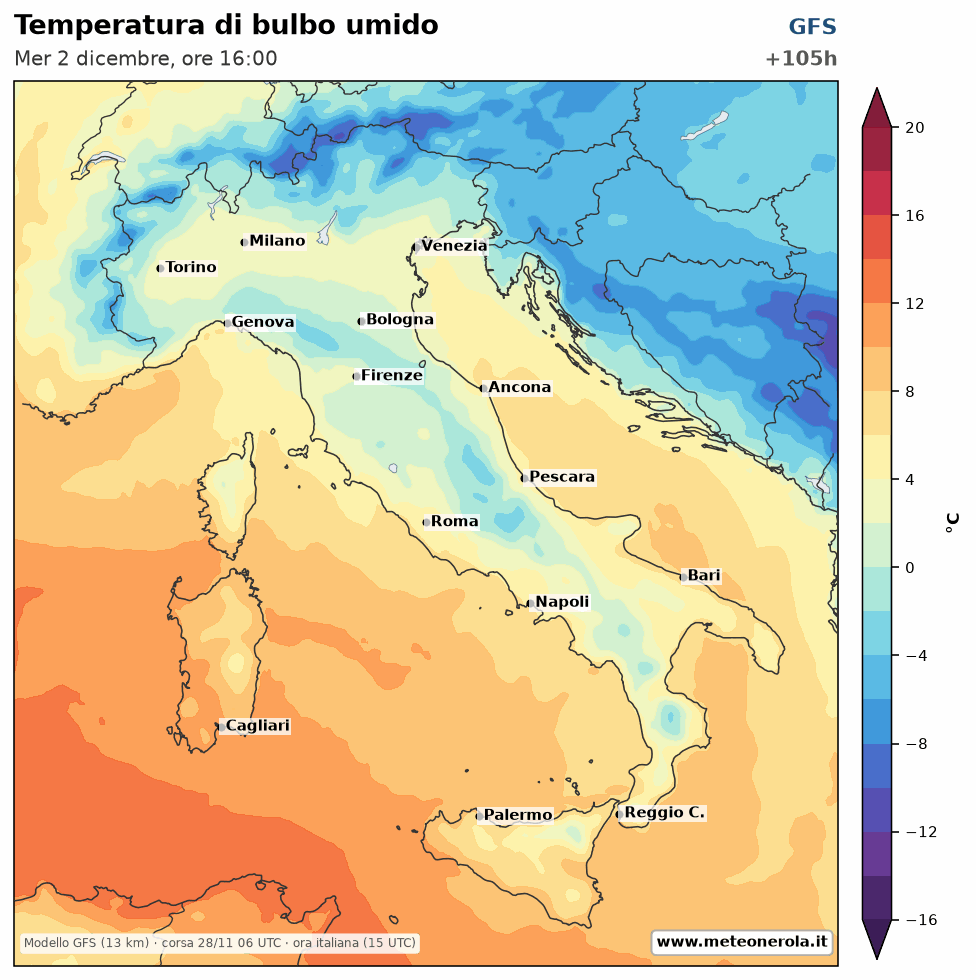 Temperatura di bulbo umido
GFS
Mer 2 dicembre, ore 16:00
+105h
20
16
12
8
4
0
−4
−8
−12
−16
°C
Milano
Venezia
Torino
Genova
Bologna
Firenze
Ancona
Pescara
Roma
Bari
Napoli
Cagliari
Palermo
Reggio C.
Modello GFS (13 km) · corsa 28/11 06 UTC · ora italiana (15 UTC)
www.meteonerola.it